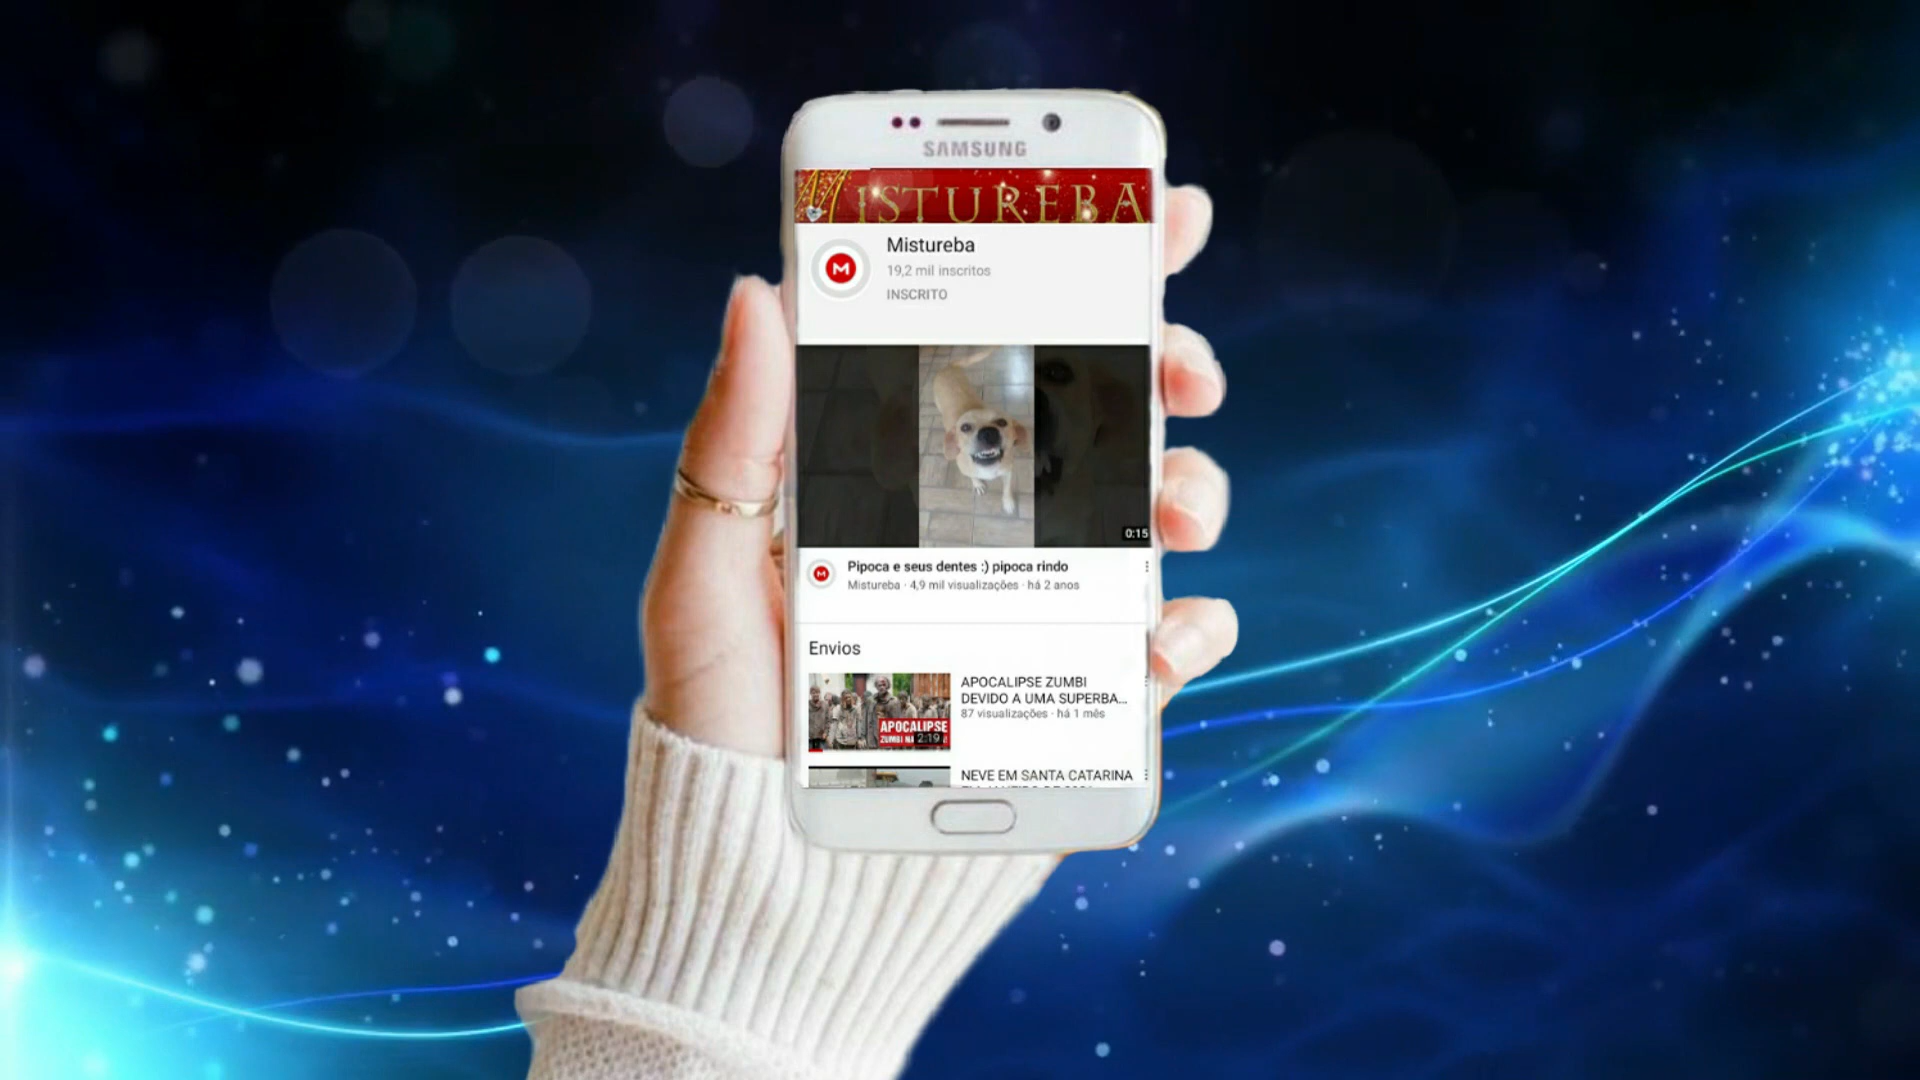 SAMSUNG
MISTUREBA
M
Mistureba
19,2 mil inscritos
INSCRITO
0:15
M
Pipoca e seus dentes :) pipoca rindo
Mistureba · 4,9 mil visualizações · há 2 anos
Envios
APOCALIPSE ZUMBI
DEVIDO A UMA SUPERBA...
87 visualizações · há 1 mês
APOCALIPSE
ZUMBI
2:19
NEVE EM SANTA CATARINA